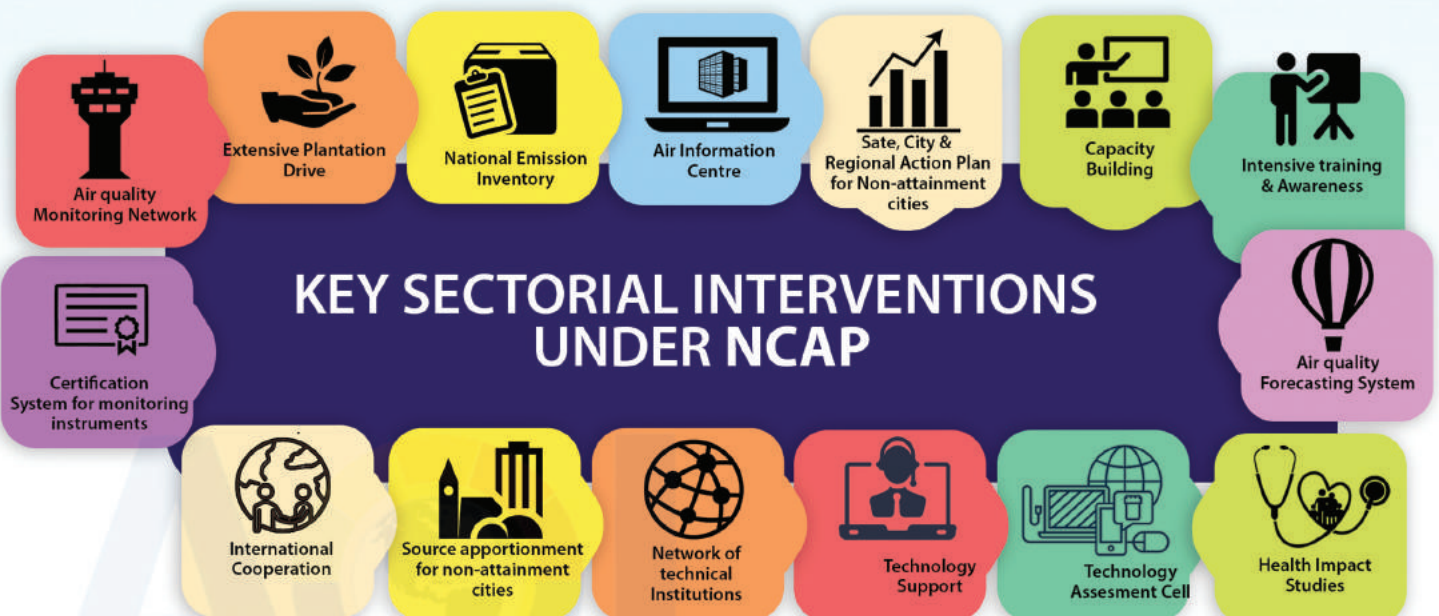 Air quality
Monitoring Network
Extensive Plantation
Drive
National Emission
Inventory
Air Information
Centre
Sate, City &
Regional Action Plan
for Non-attainment
cities
Capacity
Building
Intensive training
& Awareness
KEY SECTORIAL INTERVENTIONS
UNDER NCAP
Certification
System for monitoring
instruments
Air quality
Forecasting System
International
Cooperation
Source apportionment
for non-attainment
cities
Network of
technical
Institutions
Technology
Support
Technology
Assesment Cell
Health Impact
Studies